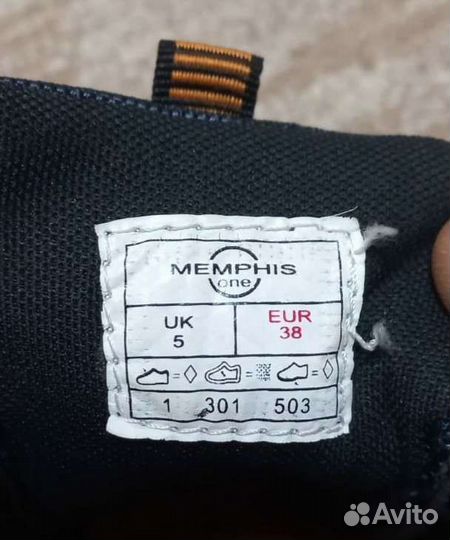 MEMPHIS
one
UK EUR
5 38
1 301 503
Avito